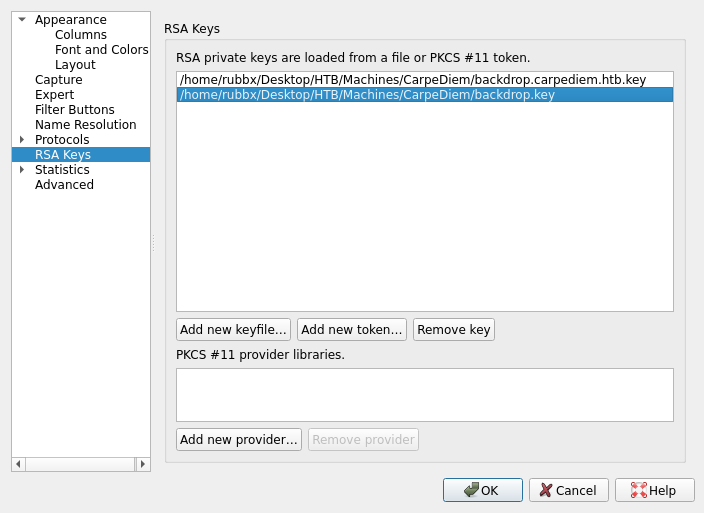 Appearance
Columns
Font and Colors
Layout
Capture
Expert
Filter Buttons
Name Resolution
Protocols
RSA Keys
Statistics
Advanced
RSA Keys
RSA private keys are loaded from a file or PKCS #11 token.
/home/rubbx/Desktop/HTB/Machines/CarpeDiem/backdrop.carpediem.htb.key
/home/rubbx/Desktop/HTB/Machines/CarpeDiem/backdrop.key
Add new keyfile... Add new token... Remove key
PKCS #11 provider libraries.
Add new provider... Remove provider
OK Cancel Help